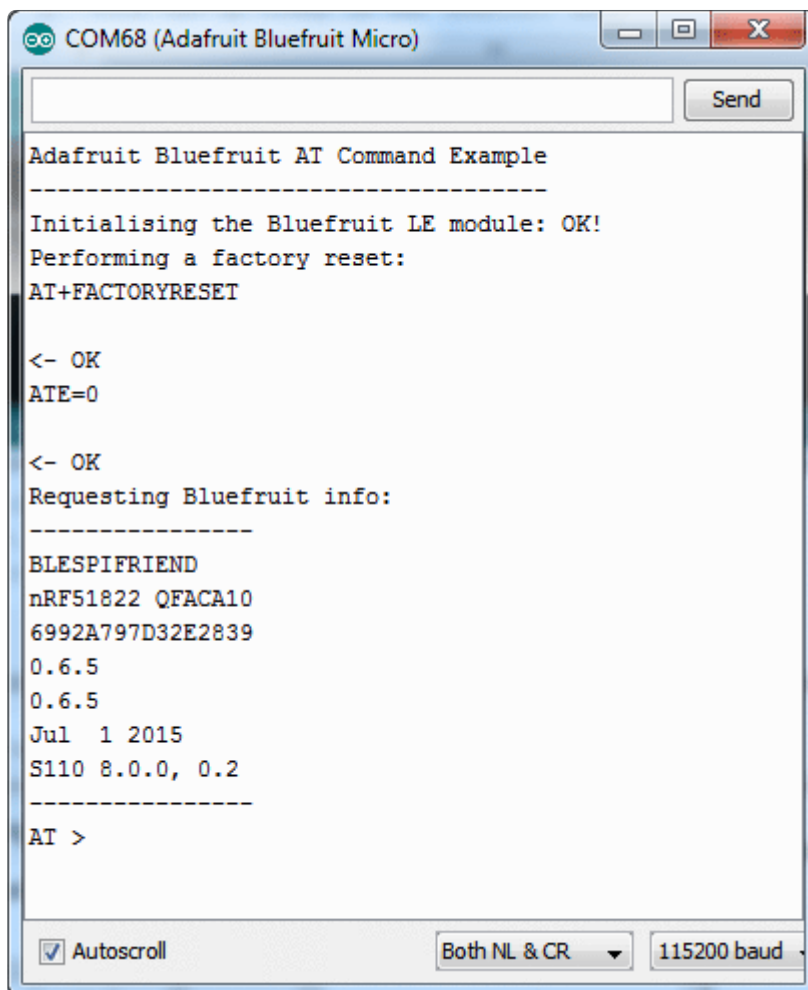 COM68 (Adafruit Bluefruit Micro)
Send
Adafruit Bluefruit AT Command Example
-------------------------------------
Initialising the Bluefruit LE module: OK!
Performing a factory reset:
AT+FACTORYRESET
<- OK
ATE=0
<- OK
Requesting Bluefruit info:
----------------
BLESPIFRIEND
nRF51822 QFACA10
6992A797D32E2839
0.6.5
0.6.5
Jul  1 2015
S110 8.0.0, 0.2
----------------
AT >
Autoscroll
Both NL & CR
115200 baud